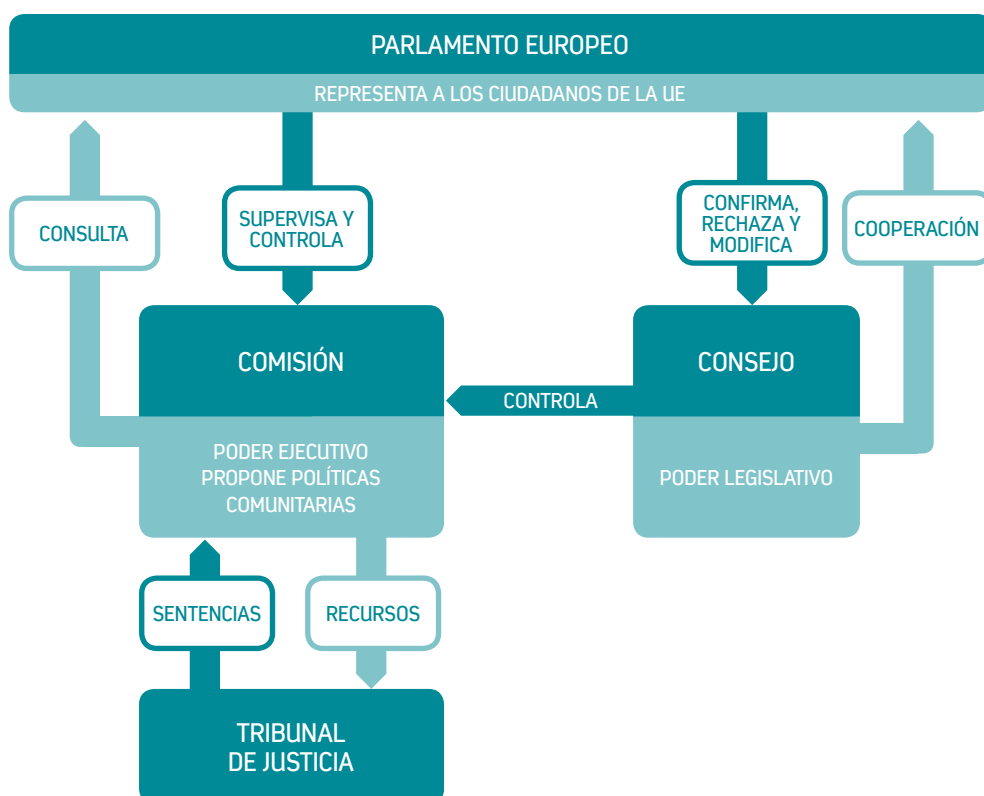 PARLAMENTO EUROPEO
REPRESENTA A LOS CIUDADANOS DE LA UE
CONSULTA
SUPERVISA Y
CONTROLA
CONFIRMA,
RECHAZA Y
MODIFICA
COOPERACIÓN
COMISIÓN
CONTROLA
CONSEJO
PODER EJECUTIVO
PROPONE POLÍTICAS
COMUNITARIAS
PODER LEGISLATIVO
SENTENCIAS
RECURSOS
TRIBUNAL
DE JUSTICIA